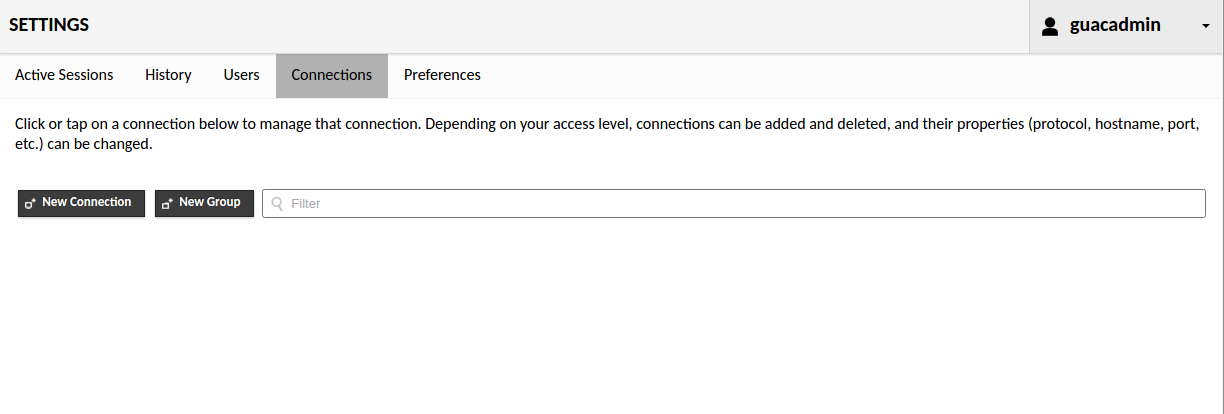 SETTINGS
guacadmin
Active Sessions History Users Connections Preferences
Click or tap on a connection below to manage that connection. Depending on your access level, connections can be added and deleted, and their properties (protocol, hostname, port,
etc.) can be changed.
New Connection New Group Filter